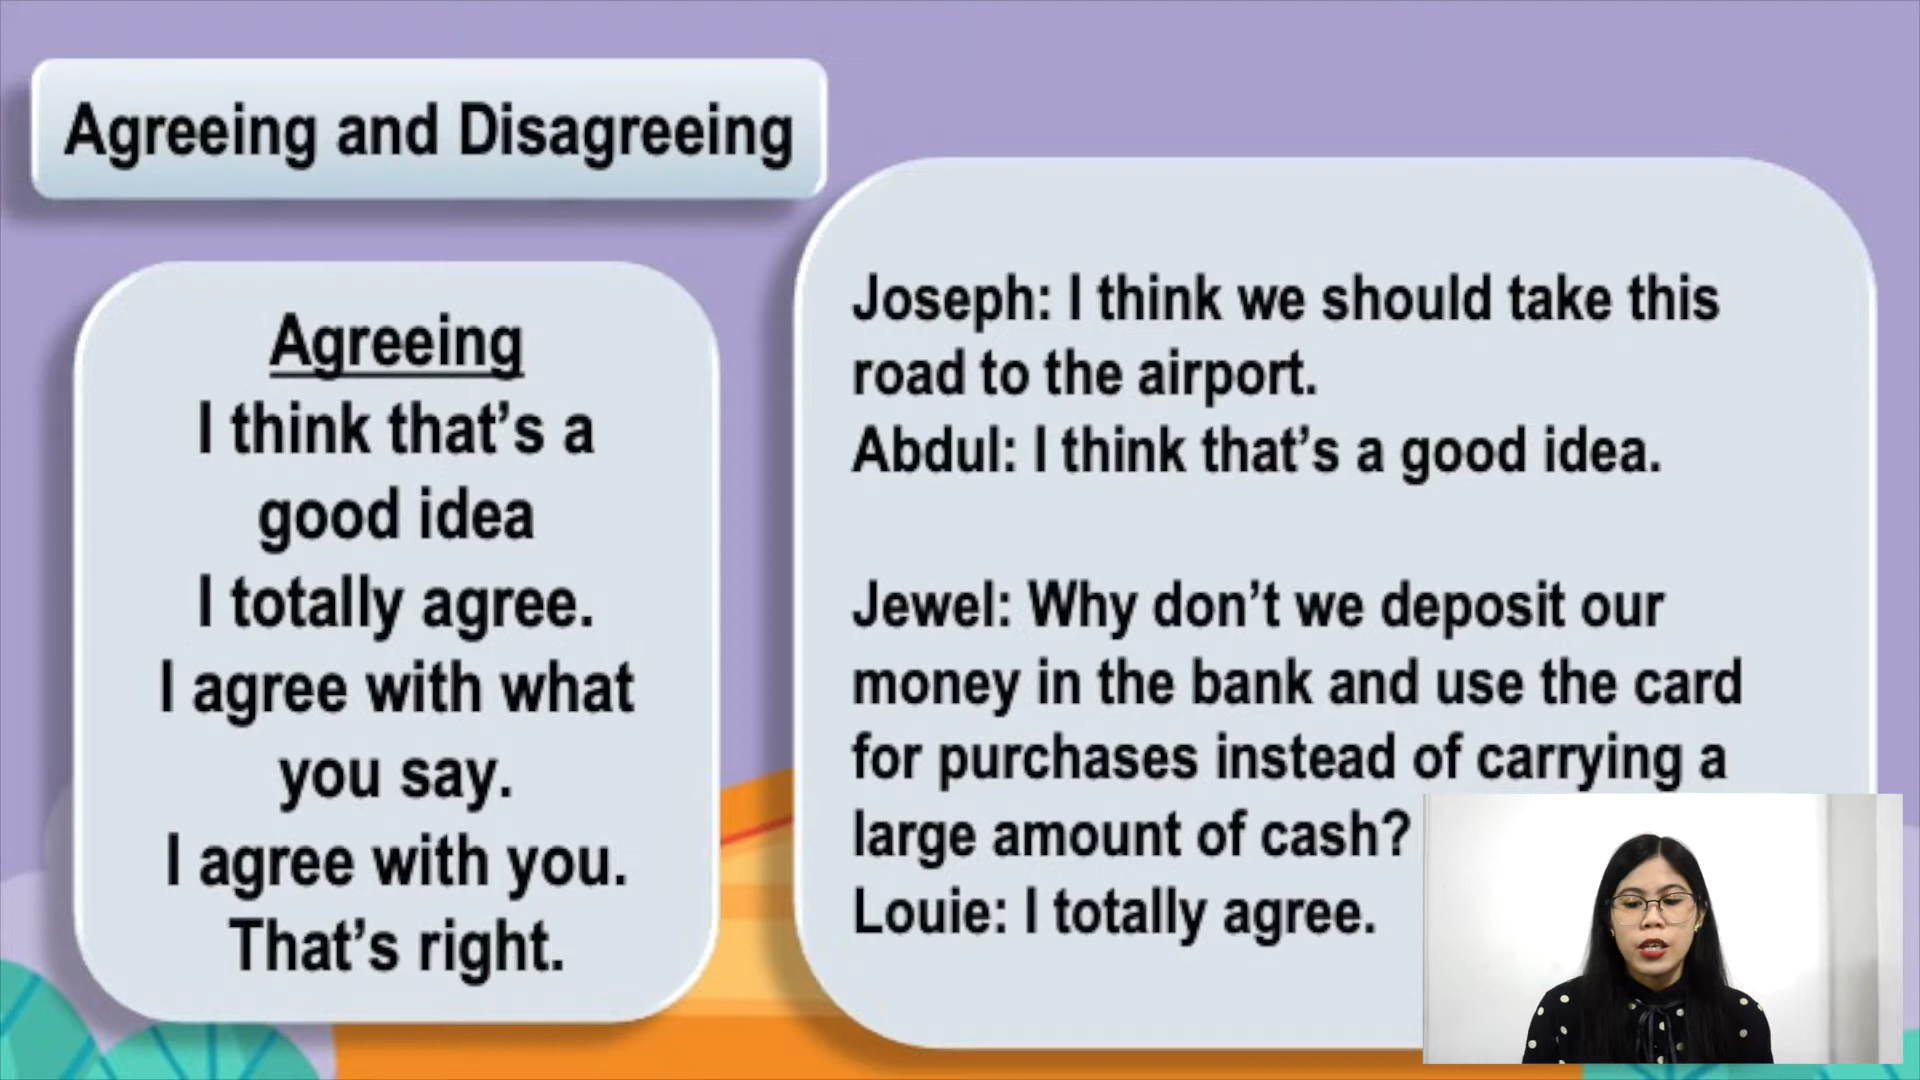 Agreeing and Disagreeing
Agreeing
I think that’s a
good idea
I totally agree.
I agree with what
you say.
I agree with you.
That’s right.
Joseph: I think we should take this
road to the airport.
Abdul: I think that’s a good idea.
Jewel: Why don’t we deposit our
money in the bank and use the card
for purchases instead of carrying a
large amount of cash?
Louie: I totally agree.